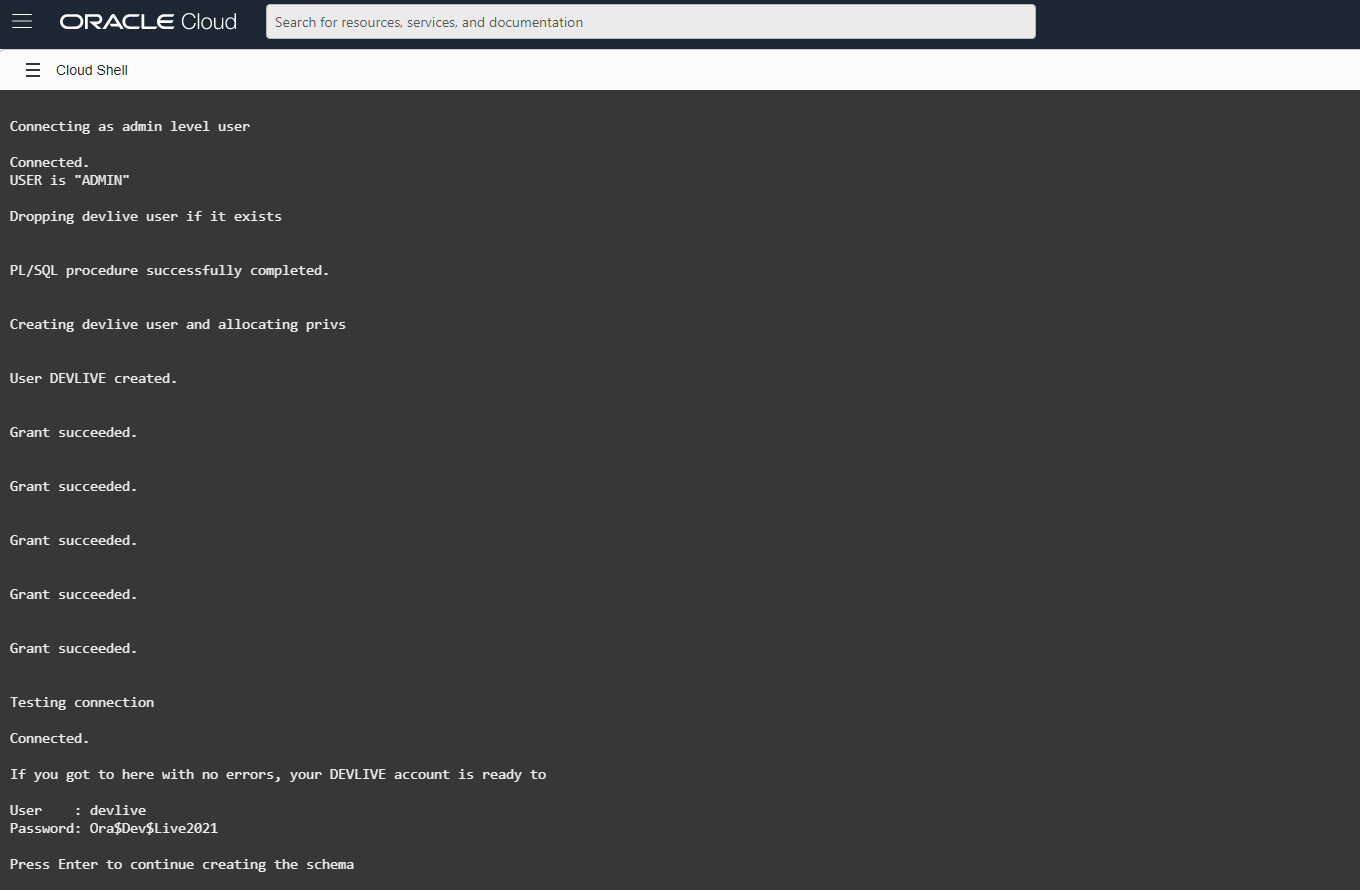 ORACLE Cloud
Search for resources, services, and documentation
Cloud Shell
Connecting as admin level user
Connected.
USER is "ADMIN"
Dropping devlive user if it exists
PL/SQL procedure successfully completed.
Creating devlive user and allocating privs
User DEVLIVE created.
Grant succeeded.
Grant succeeded.
Grant succeeded.
Grant succeeded.
Grant succeeded.
Testing connection
Connected.
If you got to here with no errors, your DEVLIVE account is ready to
User    : devlive
Password: Ora$Dev$Live2021
Press Enter to continue creating the schema